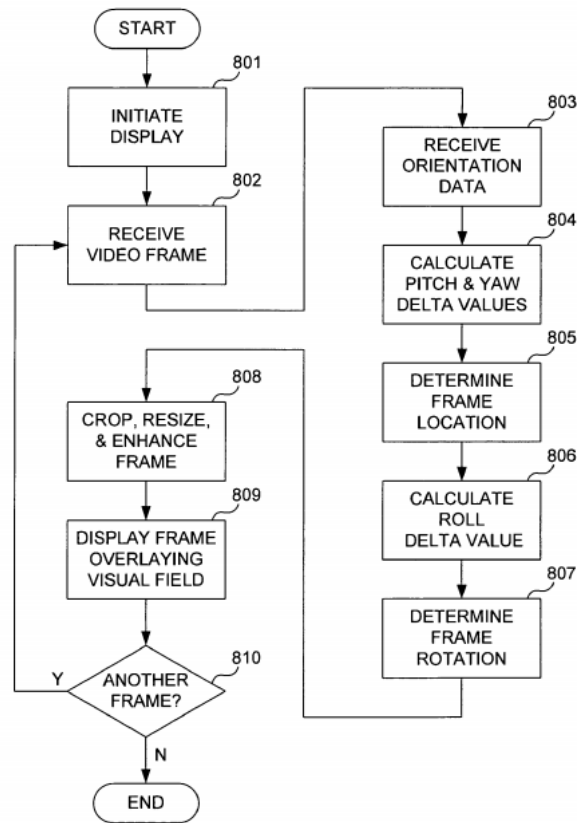 START
801
INITIATE
DISPLAY
802
RECEIVE
VIDEO FRAME
803
RECEIVE
ORIENTATION
DATA
804
CALCULATE
PITCH & YAW
DELTA VALUES
805
DETERMINE
FRAME
LOCATION
806
CALCULATE
ROLL
DELTA VALUE
807
DETERMINE
FRAME
ROTATION
808
CROP, RESIZE,
& ENHANCE
FRAME
809
DISPLAY FRAME
OVERLAYING
VISUAL FIELD
810
ANOTHER
FRAME?
Y
N
END